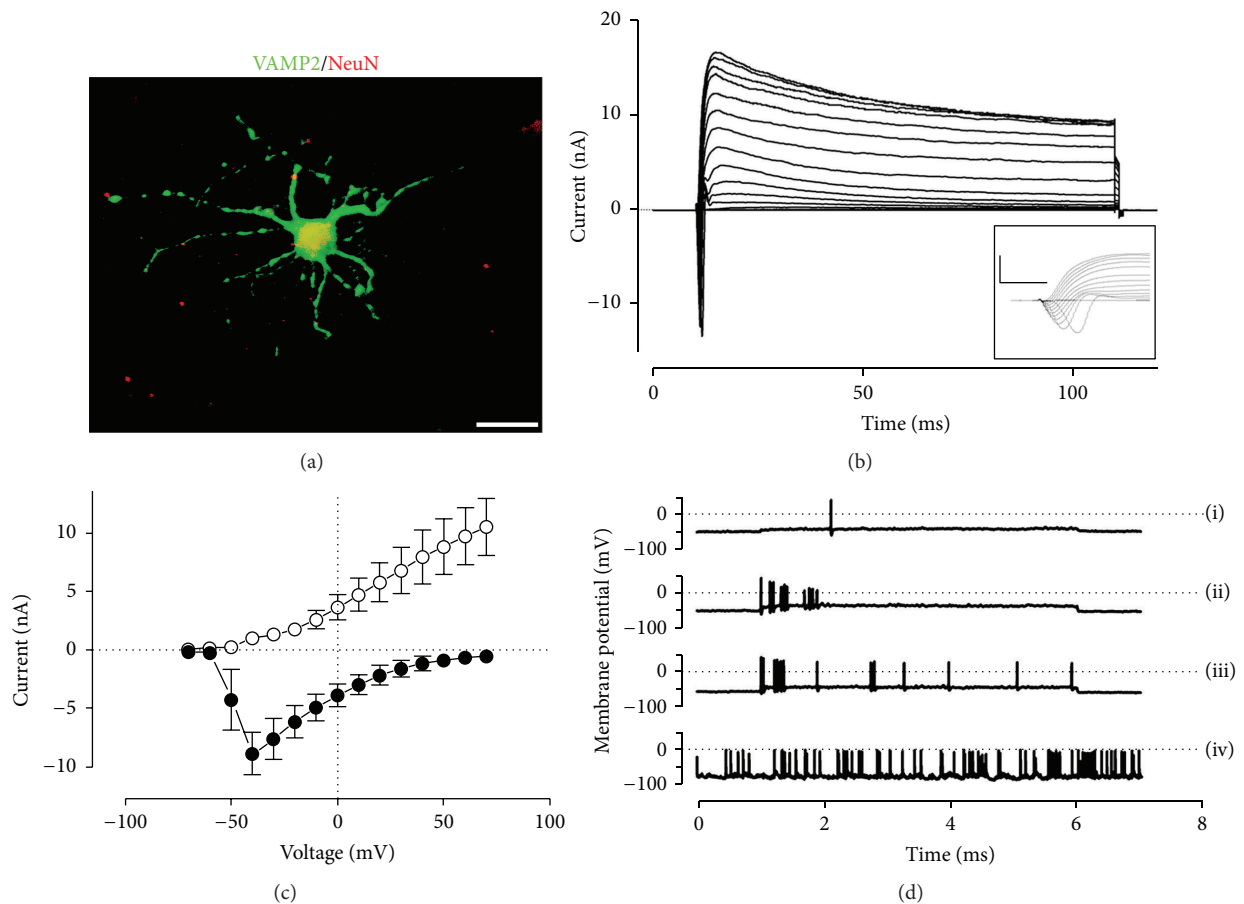 VAMP2/NeuN
(a)
20
10
0
−10
Current (nA)
0
50
100
Time (ms)
(b)
10
5
0
−5
−10
Current (nA)
−100
−50
0
50
100
Voltage (mV)
(c)
Membrane potential (mV)
0
−100
(i)
0
−100
(ii)
0
−100
(iii)
0
−100
(iv)
0
2
4
6
8
Time (ms)
(d)